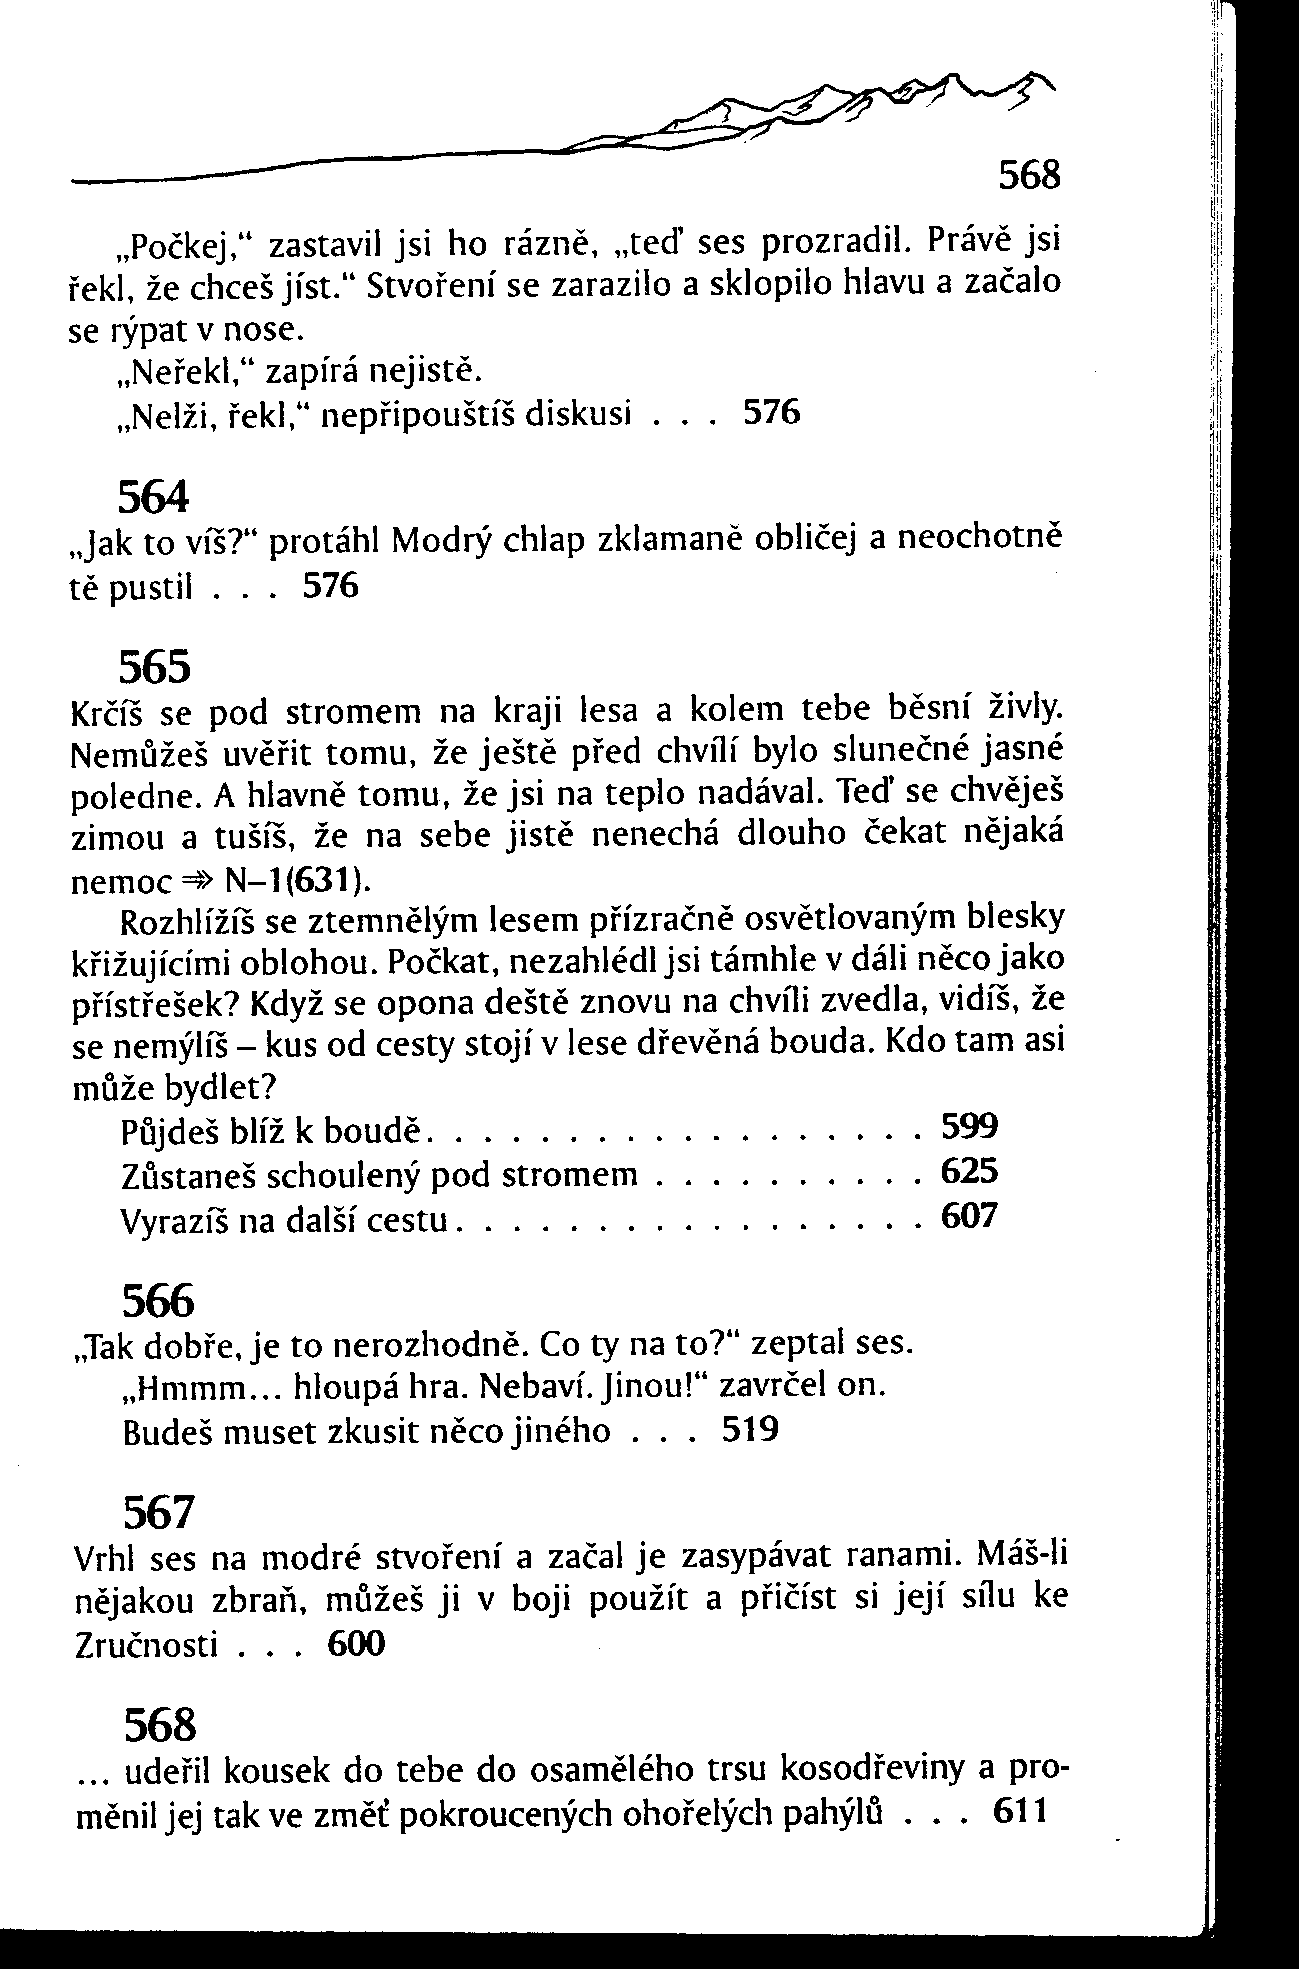 568
„Počkej,“ zastavil jsi ho rázně, „teď ses prozradil. Právě jsi
řekl, že chceš jíst.“ Stvoření se zarazilo a sklopilo hlavu a začalo
se rýpat v nose.
„Neřekl,“ zapírá nejistě.
„Nelži, řekl,“ nepřipouštíš diskusi . . . 576
564
„Jak to víš?“ protáhl Modrý chlap zklamaně obličej a neochotně
tě pustil . . . 576
565
Krčíš se pod stromem na kraji lesa a kolem tebe běsní živly.
Nemůžeš uvěřit tomu, že ještě před chvílí bylo slunečné jasné
poledne. A hlavně tomu, že jsi na teplo nadával. Teď se chvěješ
zimou a tušíš, že na sebe jistě nenechá dlouho čekat nějaká
nemoc ⇻ N–1(631).
Rozhlížíš se ztemnělým lesem přízračně osvětlovaným blesky
křižujícími oblohou. Počkat, nezahlédl jsi támhle v dáli něco jako
přístřešek? Když se opona deště znovu na chvíli zvedla, vidíš, že
se nemýlíš – kus od cesty stojí v lese dřevěná bouda. Kdo tam asi
může bydlet?
Půjdeš blíž k boudě. . . . . . . . . . . . . . . . . . 599
Zůstaneš schoulený pod stromem . . . . . . . . . . 625
Vyrazíš na další cestu. . . . . . . . . . . . . . . . . 607
566
„Tak dobře, je to nerozhodně. Co ty na to?“ zeptal ses.
„Hmmm... hloupá hra. Nebaví. Jinou!“ zavrčel on.
Budeš muset zkusit něco jiného . . . 519
567
Vrhl ses na modré stvoření a začal je zasypávat ranami. Máš-li
nějakou zbraň, můžeš ji v boji použít a přičíst si její sílu ke
Zručnosti . . . 600
568
... udeřil kousek do tebe do osamělého trsu kosodřeviny a pro-
měnil jej tak ve změť pokroucených ohořelých pahýlů . . . 611